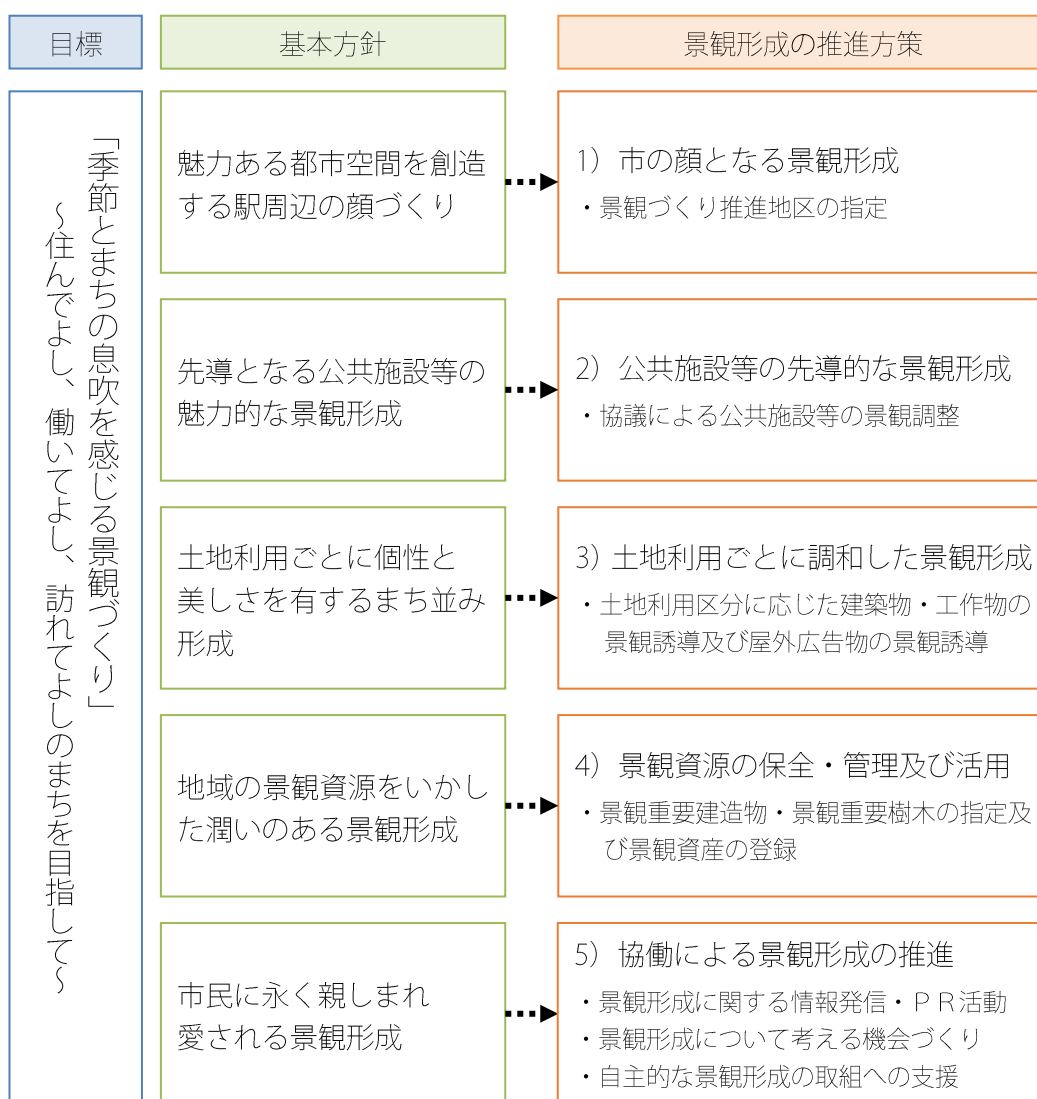 目標
基本方針
景観形成の推進方策
「季節とまちの息吹を感じる景観づくり」
～住んでよし、働いてよし、訪れてよしのまちを目指して～
魅力ある都市空間を創造
する駅周辺の顔づくり
1）市の顔となる景観形成
・景観づくり推進地区の指定
先導となる公共施設等の
魅力的な景観形成
2）公共施設等の先導的な景観形成
・協議による公共施設等の景観調整
土地利用ごとに個性と
美しさを有するまち並み
形成
3）土地利用ごとに調和した景観形成
・土地利用区分に応じた建築物・工作物の
景観誘導及び屋外広告物の景観誘導
地域の景観資源をいかし
た潤いのある景観形成
4）景観資源の保全・管理及び活用
・景観重要建造物・景観重要樹木の指定及
び景観資産の登録
市民に永く親しまれ
愛される景観形成
5）協働による景観形成の推進
・景観形成に関する情報発信・ＰＲ活動
・景観形成について考える機会づくり
・自主的な景観形成の取組への支援